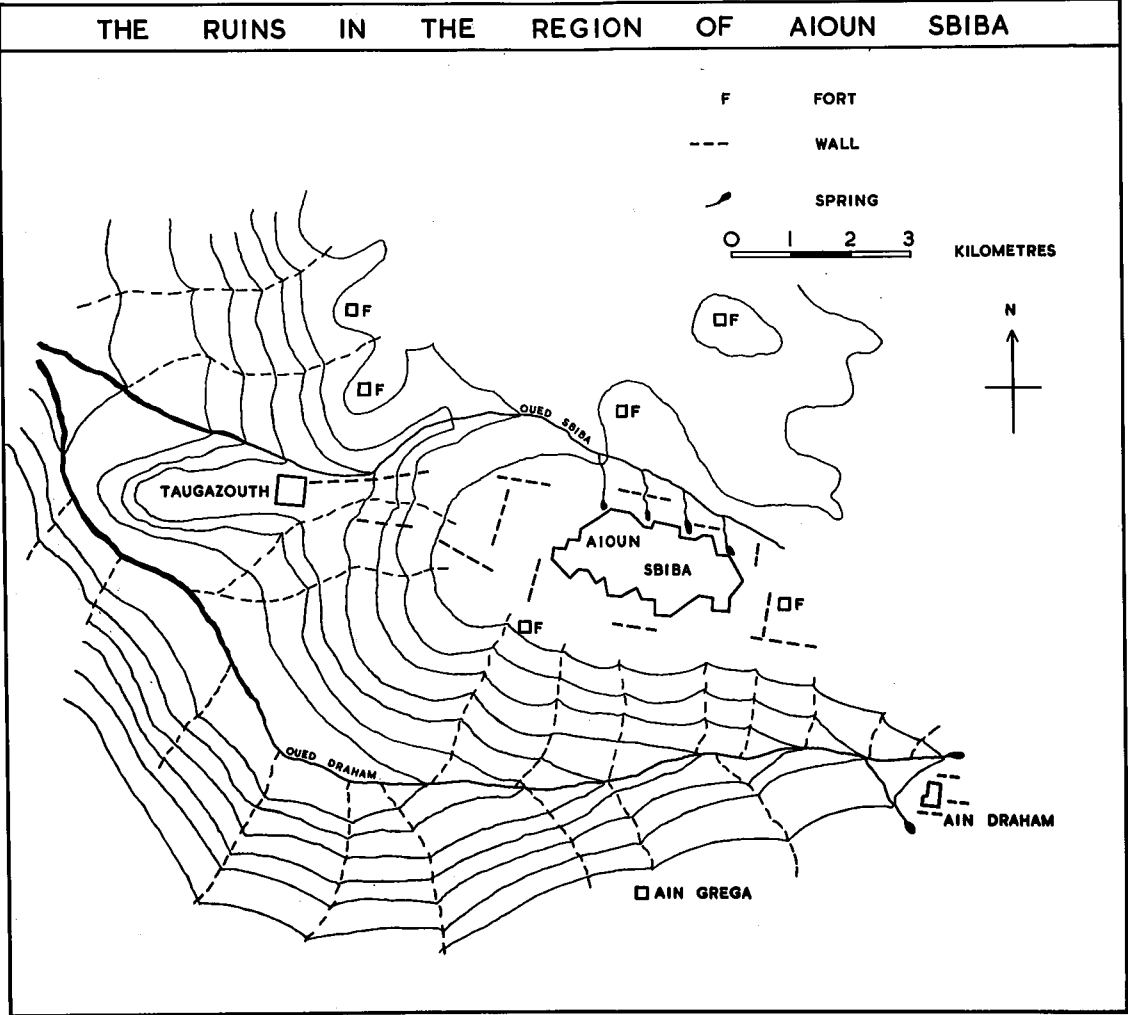 THE RUINS IN THE REGION OF AIOUN SBIBA
F FORT
WALL
SPRING
0 1 2 3 KILOMETRES
N
F
F
F
F
OUED SBIBA
TAUGAZOUTH
AIOUN
SBIBA
F
F
OUED DRAHAM
AIN DRAHAM
AIN GREGA